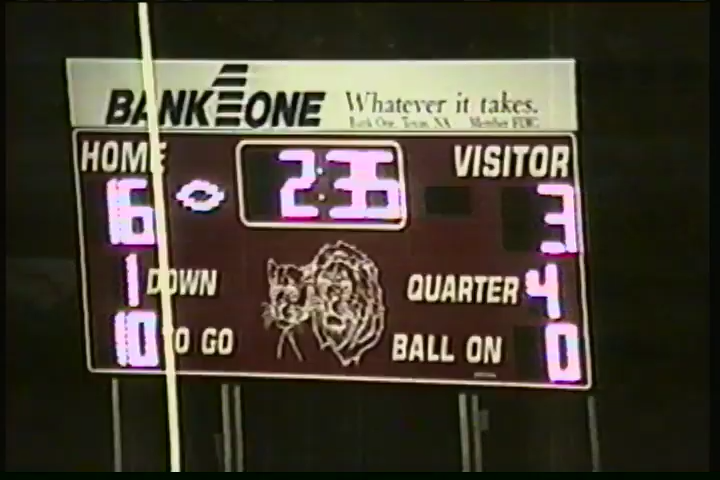 BANK ONE Whatever it takes.
Bank One, Texas, NA Member FDIC
HOME 2:36 VISITOR
16 3
1 DOWN QUARTER 4
10 TO GO BALL ON 0